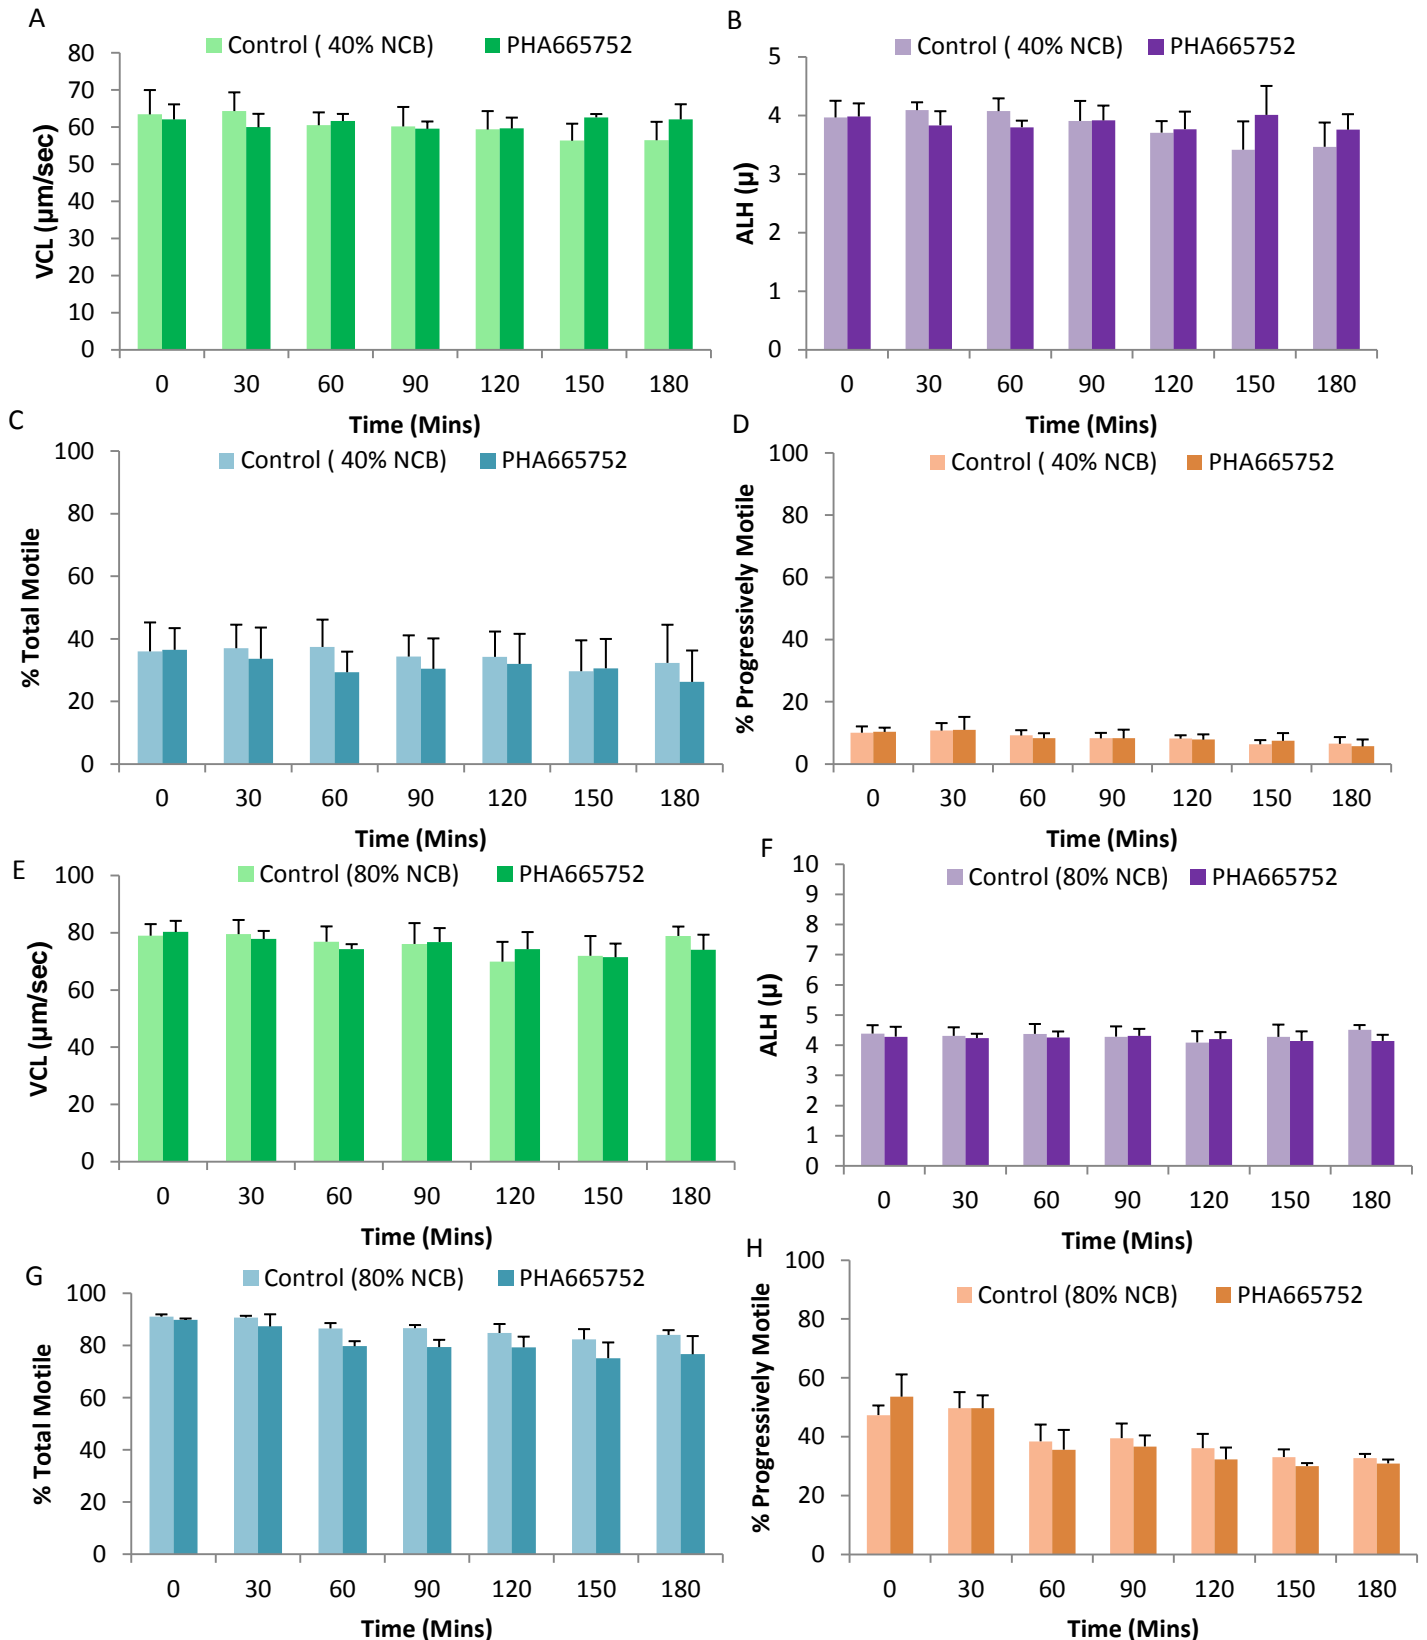 A
Control ( 40% NCB) PHA665752
80
70
60
50
40
30
20
10
0
VCL (µm/sec)
0 30 60 90 120 150 180
Time (Mins)
B
Control ( 40% NCB) PHA665752
5
4
3
2
1
0
ALH (µ)
0 30 60 90 120 150 180
Time (Mins)
C
Control ( 40% NCB) PHA665752
100
80
60
40
20
0
% Total Motile
0 30 60 90 120 150 180
Time (Mins)
D
Control ( 40% NCB) PHA665752
100
80
60
40
20
0
% Progressively Motile
0 30 60 90 120 150 180
Time (Mins)
E
Control (80% NCB) PHA665752
100
80
60
40
20
0
VCL (µm/sec)
0 30 60 90 120 150 180
Time (Mins)
F
Control (80% NCB) PHA665752
10
9
8
7
6
5
4
3
2
1
0
ALH (µ)
0 30 60 90 120 150 180
Time (Mins)
G
Control (80% NCB) PHA665752
100
80
60
40
20
0
% Total Motile
0 30 60 90 120 150 180
Time (Mins)
H
Control (80% NCB) PHA665752
100
80
60
40
20
0
% Progressively Motile
0 30 60 90 120 150 180
Time (Mins)